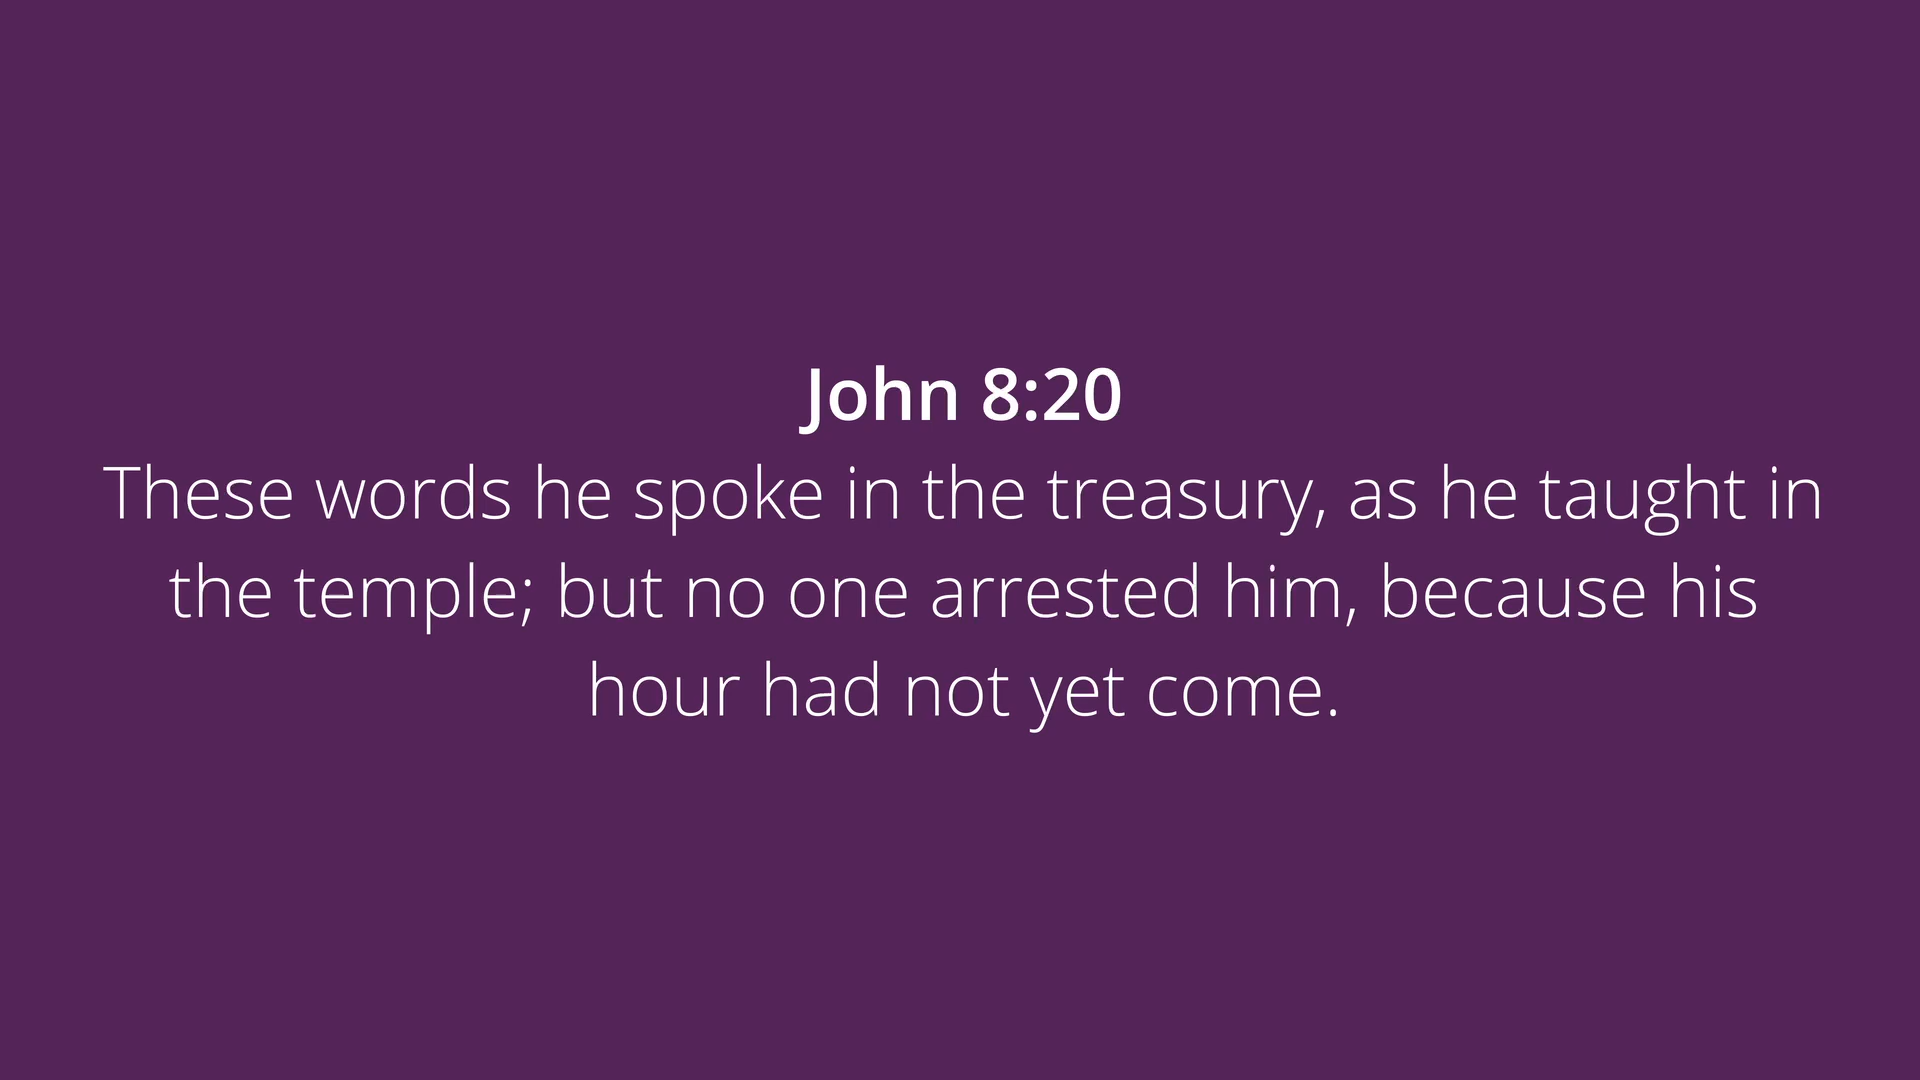 John 8:20
These words he spoke in the treasury, as he taught in
the temple; but no one arrested him, because his
hour had not yet come.